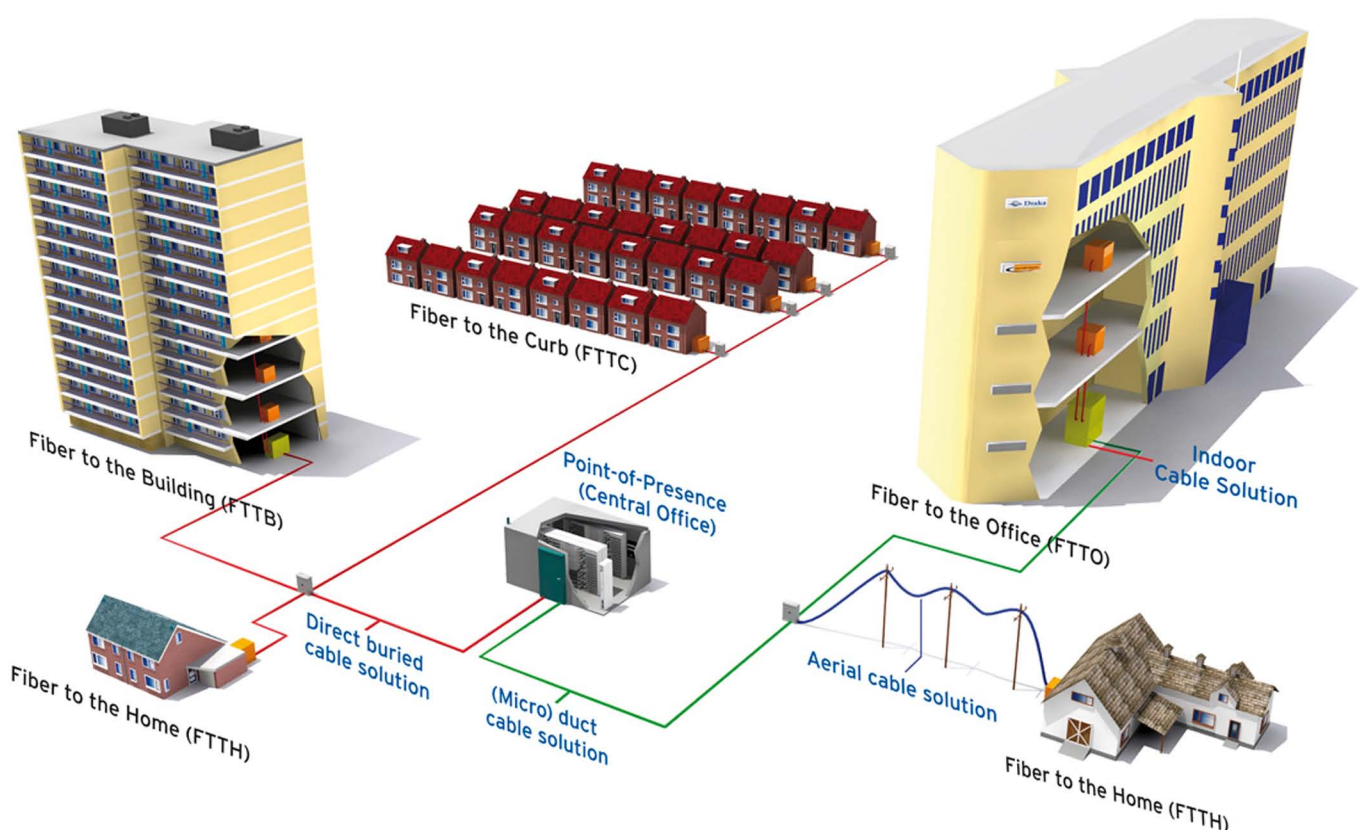 Draka
Fiber to the Curb (FTTC)
Fiber to the Building (FTTB)
Point-of-Presence
(Central Office)
Indoor
Cable Solution
Fiber to the Office (FTTO)
Direct buried
cable solution
Aerial cable solution
Fiber to the Home (FTTH)
(Micro) duct
cable solution
Fiber to the Home (FTTH)